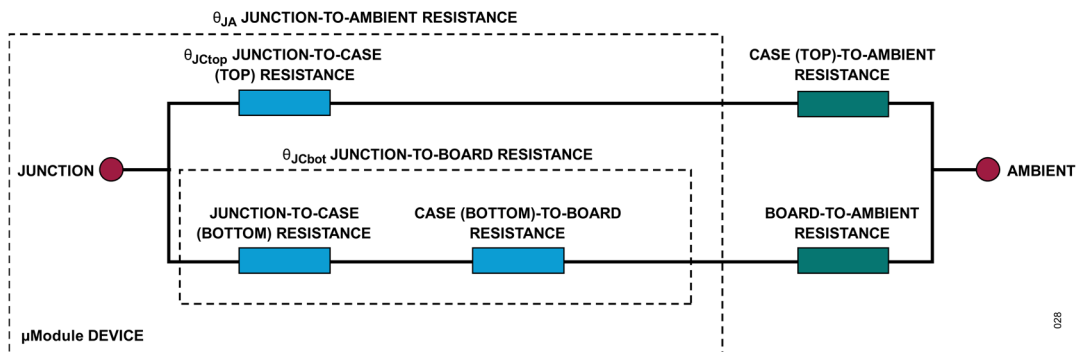 θJA JUNCTION-TO-AMBIENT RESISTANCE
θJCtop JUNCTION-TO-CASE
(TOP) RESISTANCE
CASE (TOP)-TO-AMBIENT
RESISTANCE
θJCbot JUNCTION-TO-BOARD RESISTANCE
JUNCTION
AMBIENT
JUNCTION-TO-CASE
(BOTTOM) RESISTANCE
CASE (BOTTOM)-TO-BOARD
RESISTANCE
BOARD-TO-AMBIENT
RESISTANCE
µModule DEVICE
028